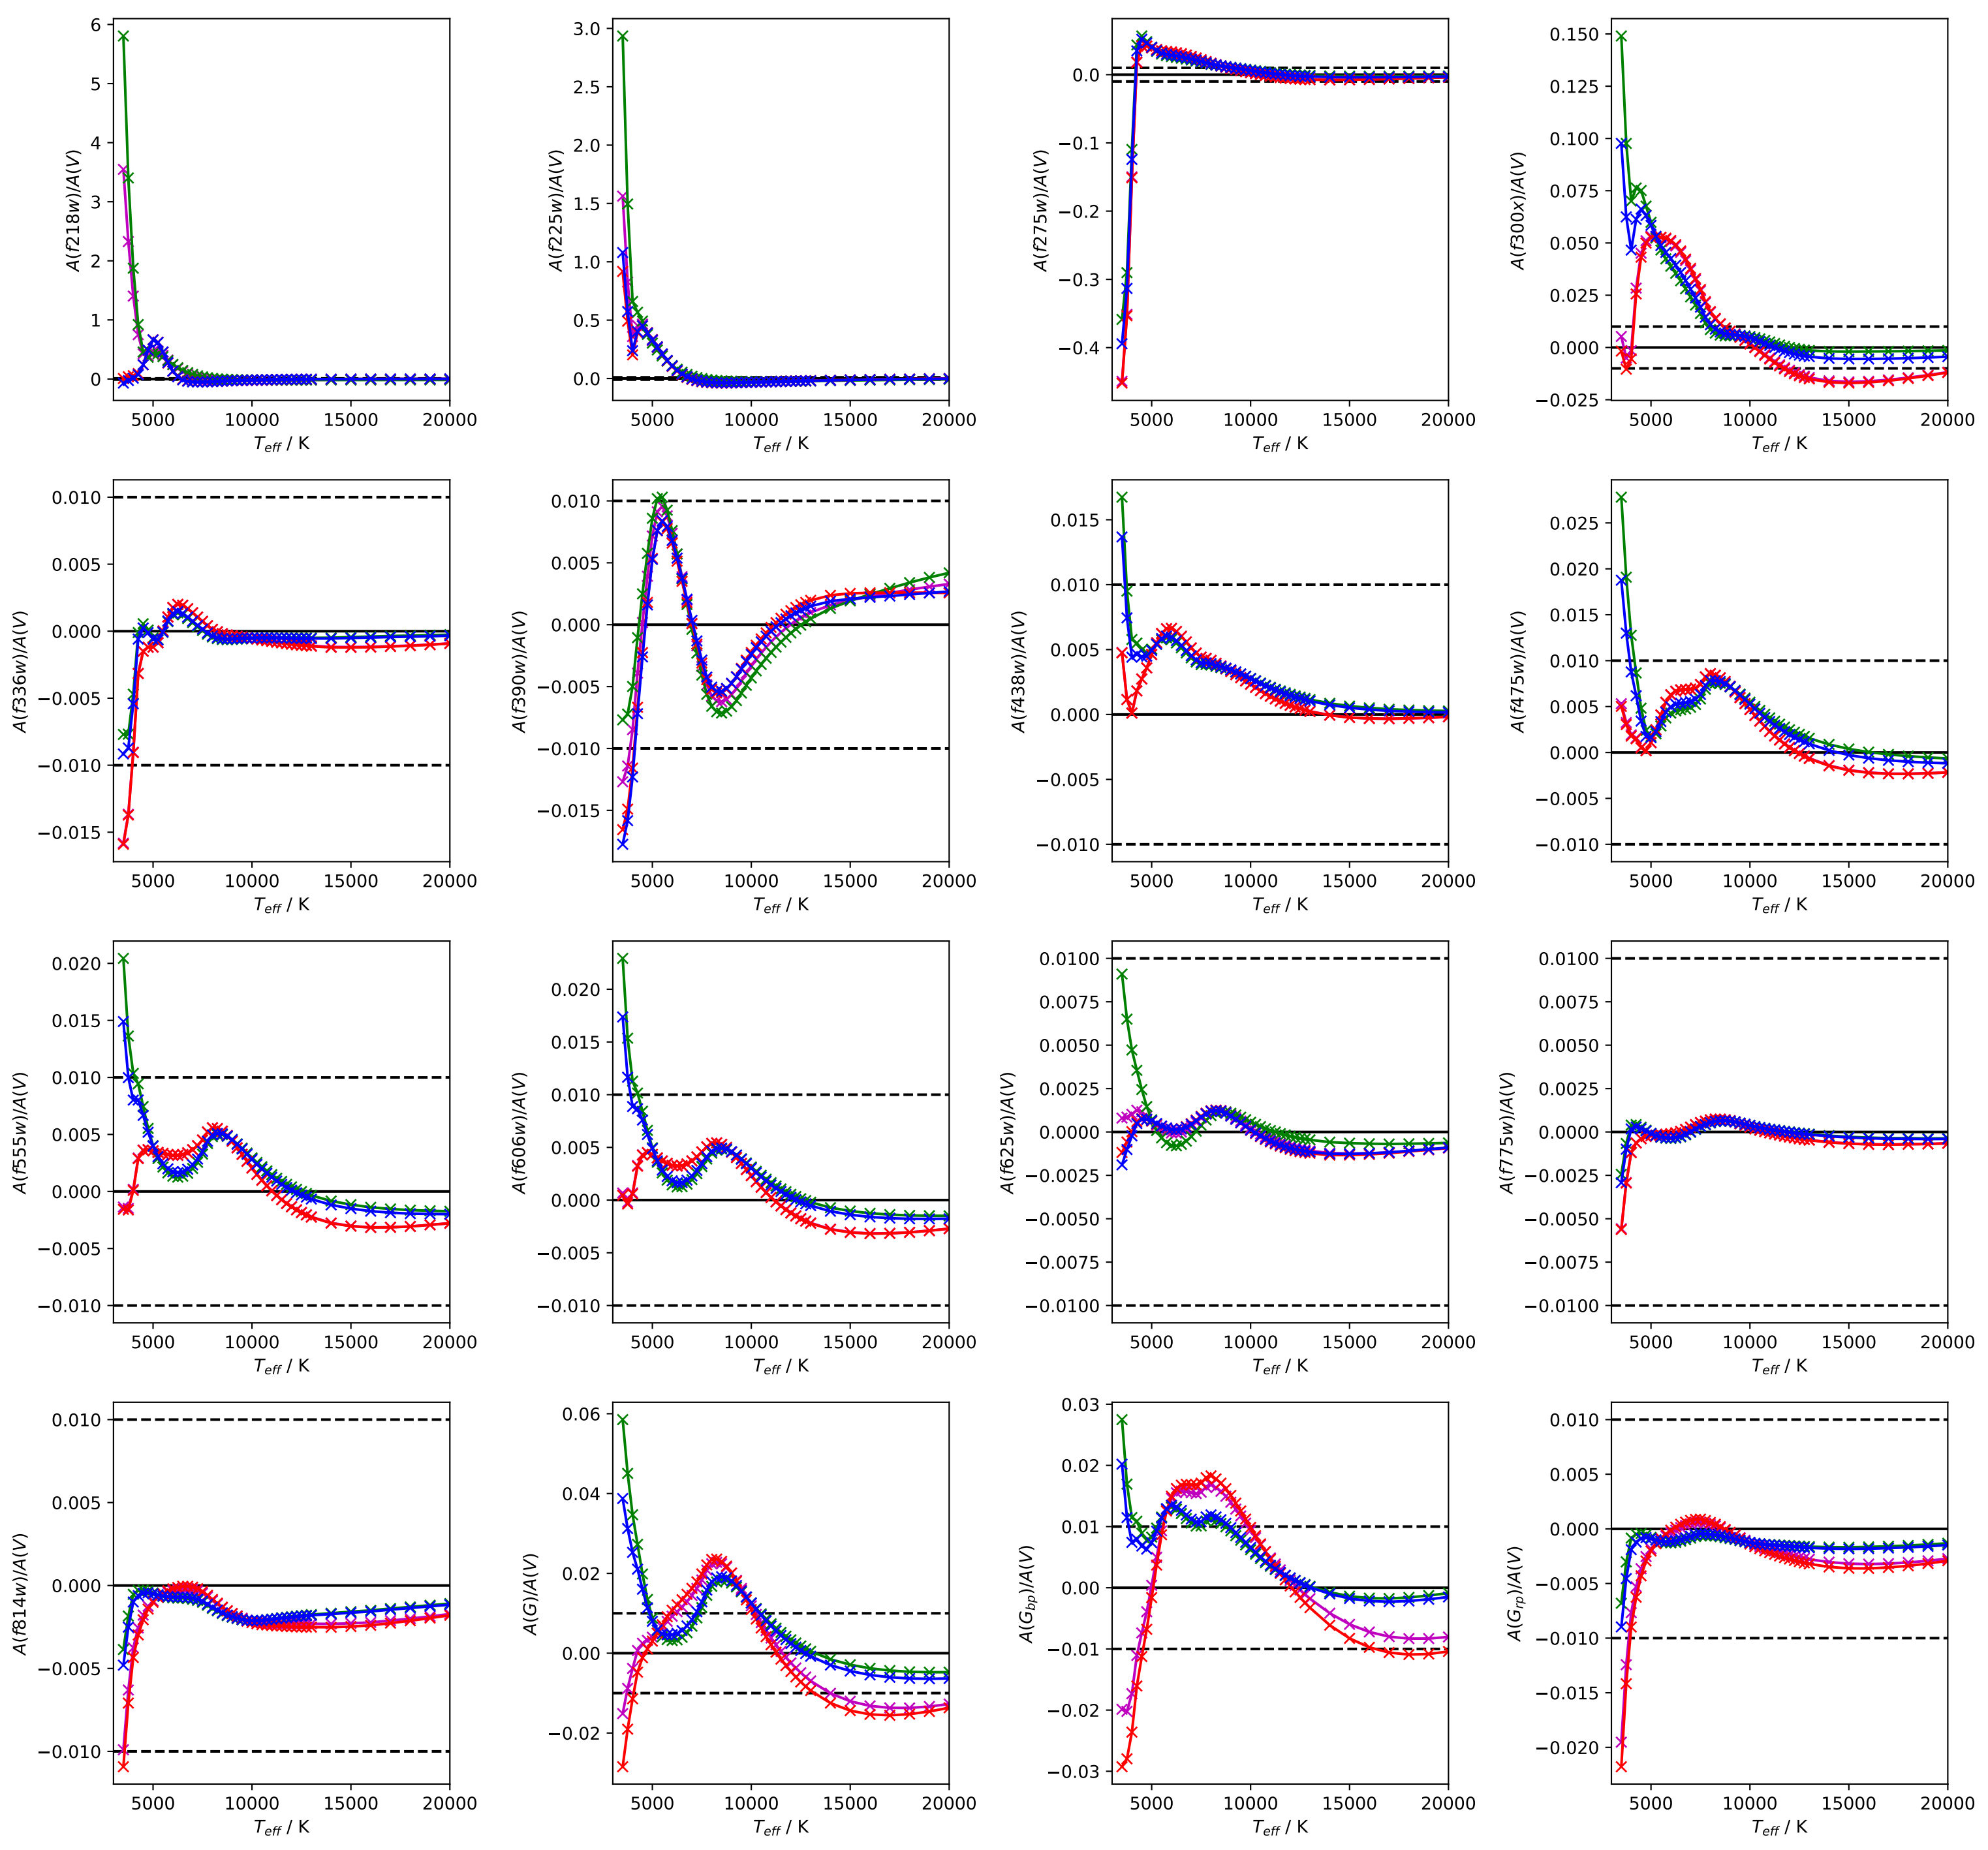 6
5
4
3
2
1
0
A(f218w)/A(V)
5000 10000 15000 20000
T_eff / K
3.0
2.5
2.0
1.5
1.0
0.5
0.0
A(f225w)/A(V)
5000 10000 15000 20000
T_eff / K
0.0
−0.1
−0.2
−0.3
−0.4
A(f275w)/A(V)
5000 10000 15000 20000
T_eff / K
0.150
0.125
0.100
0.075
0.050
0.025
0.000
−0.025
A(f300x)/A(V)
5000 10000 15000 20000
T_eff / K
0.010
0.005
0.000
−0.005
−0.010
−0.015
A(f336w)/A(V)
5000 10000 15000 20000
T_eff / K
0.010
0.005
0.000
−0.005
−0.010
−0.015
A(f390w)/A(V)
5000 10000 15000 20000
T_eff / K
0.015
0.010
0.005
0.000
−0.005
−0.010
A(f438w)/A(V)
5000 10000 15000 20000
T_eff / K
0.025
0.020
0.015
0.010
0.005
0.000
−0.005
−0.010
A(f475w)/A(V)
5000 10000 15000 20000
T_eff / K
0.020
0.015
0.010
0.005
0.000
−0.005
−0.010
A(f555w)/A(V)
5000 10000 15000 20000
T_eff / K
0.020
0.015
0.010
0.005
0.000
−0.005
−0.010
A(f606w)/A(V)
5000 10000 15000 20000
T_eff / K
0.0100
0.0075
0.0050
0.0025
0.0000
−0.0025
−0.0050
−0.0075
−0.0100
A(f625w)/A(V)
5000 10000 15000 20000
T_eff / K
0.0100
0.0075
0.0050
0.0025
0.0000
−0.0025
−0.0050
−0.0075
−0.0100
A(f775w)/A(V)
5000 10000 15000 20000
T_eff / K
0.010
0.005
0.000
−0.005
−0.010
A(f814w)/A(V)
5000 10000 15000 20000
T_eff / K
0.06
0.04
0.02
0.00
−0.02
A(G)/A(V)
5000 10000 15000 20000
T_eff / K
0.03
0.02
0.01
0.00
−0.01
−0.02
−0.03
A(G_bp)/A(V)
5000 10000 15000 20000
T_eff / K
0.010
0.005
0.000
−0.005
−0.010
−0.015
−0.020
A(G_rp)/A(V)
5000 10000 15000 20000
T_eff / K